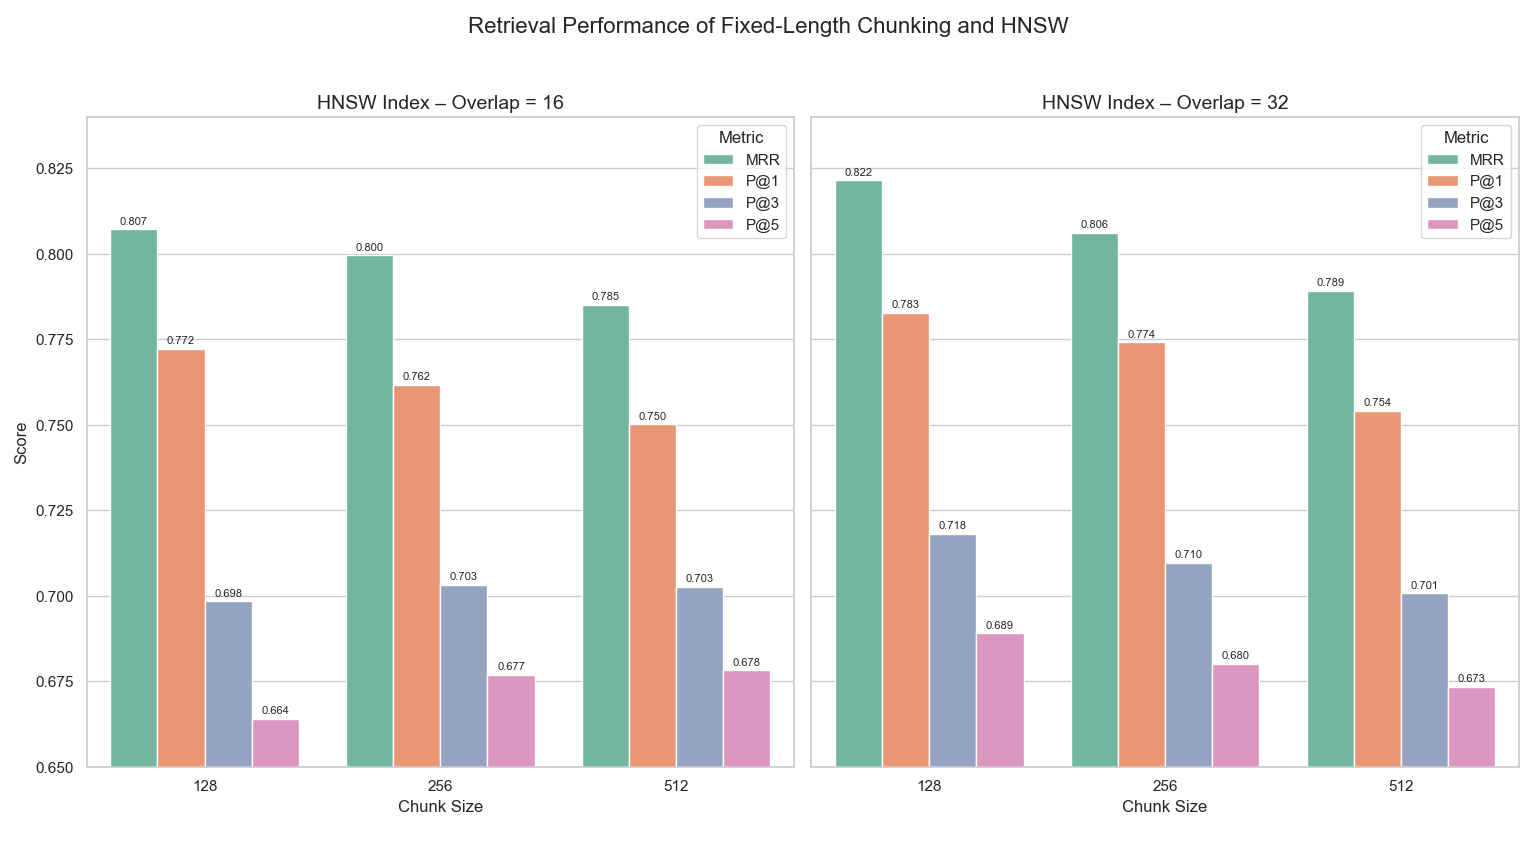 Retrieval Performance of Fixed-Length Chunking and HNSW
HNSW Index – Overlap = 16
Score
0.825
0.800
0.775
0.750
0.725
0.700
0.675
0.650
Metric
MRR
P@1
P@3
P@5
0.807
0.772
0.698
0.664
0.800
0.762
0.703
0.677
0.785
0.750
0.703
0.678
128
256
512
Chunk Size
HNSW Index – Overlap = 32
Metric
MRR
P@1
P@3
P@5
0.822
0.783
0.718
0.689
0.806
0.774
0.710
0.680
0.789
0.754
0.701
0.673
128
256
512
Chunk Size